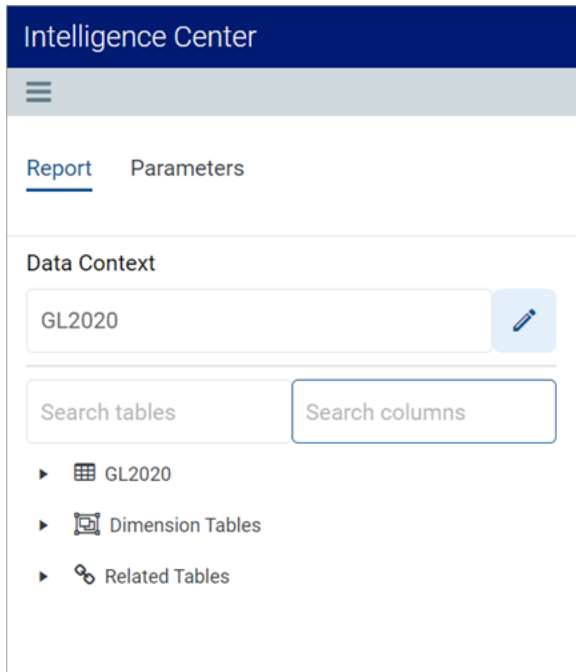 Intelligence Center
Report Parameters
Data Context
GL2020
Search tables Search columns
GL2020
Dimension Tables
Related Tables